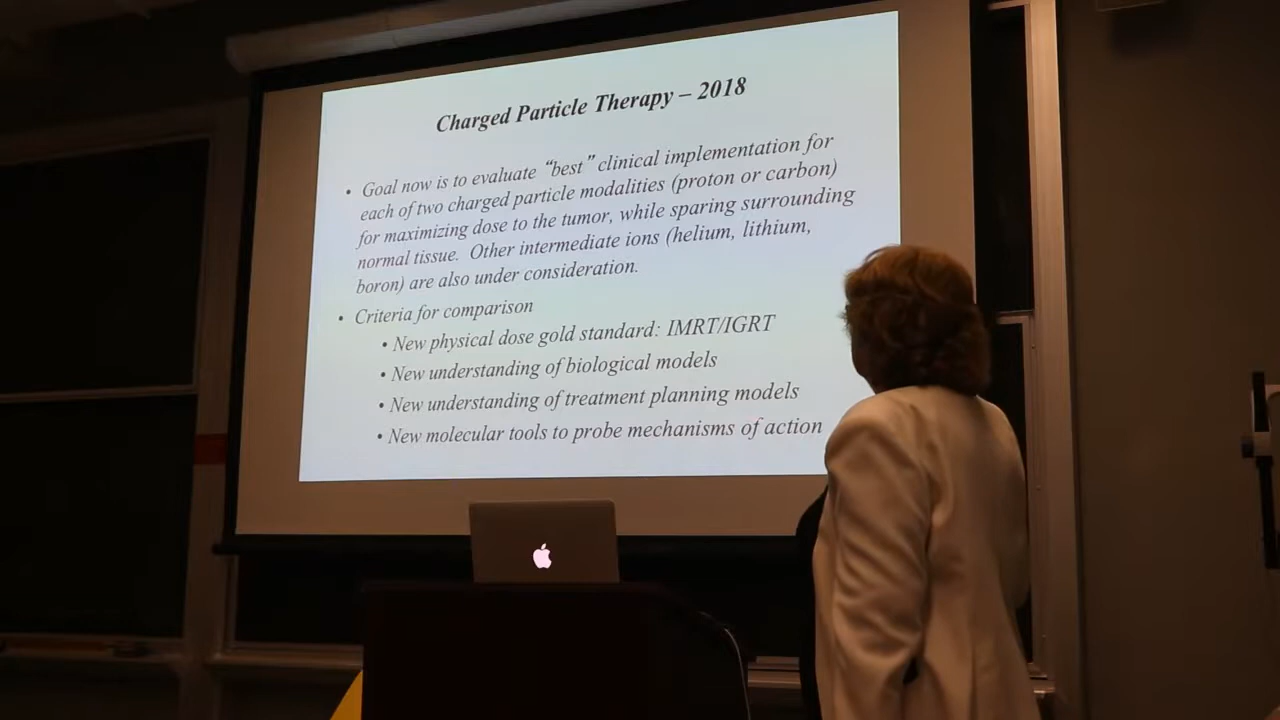 Charged Particle Therapy – 2018
• Goal now is to evaluate “best” clinical implementation for
each of two charged particle modalities (proton or carbon)
for maximizing dose to the tumor, while sparing surrounding
normal tissue. Other intermediate ions (helium, lithium,
boron) are also under consideration.
• Criteria for comparison
• New physical dose gold standard: IMRT/IGRT
• New understanding of biological models
• New understanding of treatment planning models
• New molecular tools to probe mechanisms of action